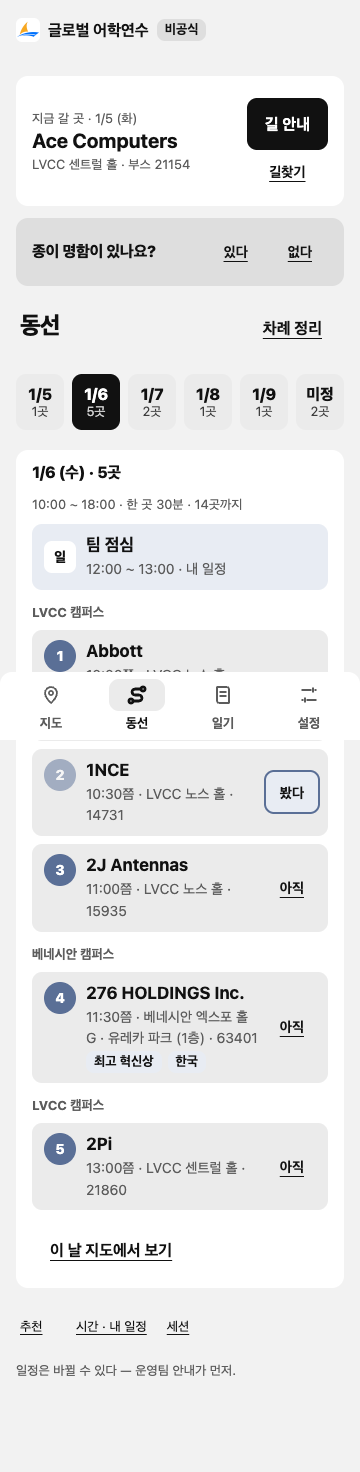 글로벌 어학연수 비공식
지금 갈 곳 · 1/5 (화)
Ace Computers
LVCC 센트럴 홀 · 부스 21154
길 안내
길찾기
종이 명함이 있나요? 있다 없다
동선 차례 정리
1/5 1/6 1/7 1/8 1/9 미정
1곳 5곳 2곳 1곳 1곳 2곳
1/6 (수) · 5곳
10:00 ~ 18:00 · 한 곳 30분 · 14곳까지
일 팀 점심
12:00 ~ 13:00 · 내 일정
LVCC 캠퍼스
1 Abbott
지도 동선 일기 설정
2 1NCE
10:30쯤 · LVCC 노스 홀 ·
14731
봤다
3 2J Antennas
11:00쯤 · LVCC 노스 홀 ·
15935
아직
베네시안 캠퍼스
4 276 HOLDINGS Inc.
11:30쯤 · 베네시안 엑스포 홀
G · 유레카 파크 (1층) · 63401
최고 혁신상 한국
아직
LVCC 캠퍼스
5 2Pi
13:00쯤 · LVCC 센트럴 홀 ·
21860
아직
이 날 지도에서 보기
추천 시간 · 내 일정 세션
일정은 바뀔 수 있다 — 운영팀 안내가 먼저.